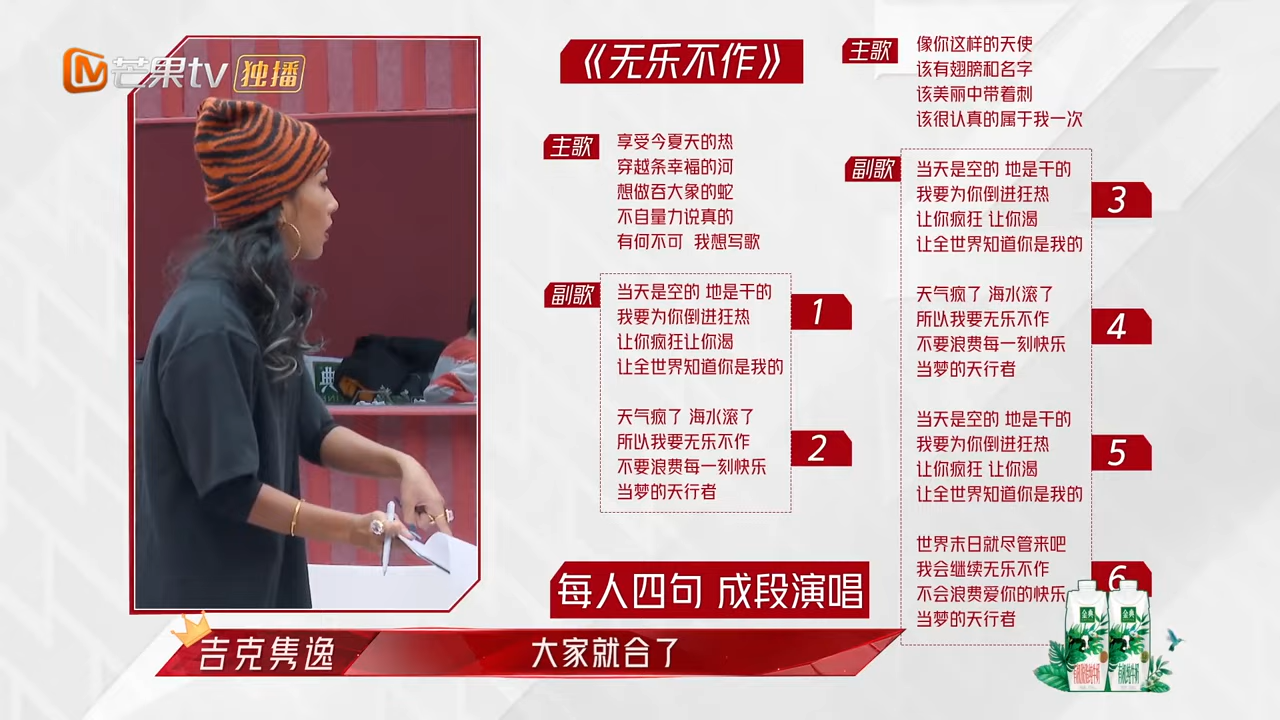 芒果tv 独播
《无乐不作》
主歌
享受今夏天的热
穿越条幸福的河
想做吞大象的蛇
不自量力说真的
有何不可 我想写歌
副歌
当天是空的 地是干的
我要为你倒进狂热
让你疯狂让你渴
让全世界知道你是我的
1
天气疯了 海水滚了
所以我要无乐不作
不要浪费每一刻快乐
当梦的天行者
2
主歌
像你这样的天使
该有翅膀和名字
该美丽中带着刺
该很认真的属于我一次
副歌
当天是空的 地是干的
我要为你倒进狂热
让你疯狂 让你渴
让全世界知道你是我的
3
天气疯了 海水滚了
所以我要无乐不作
不要浪费每一刻快乐
当梦的天行者
4
当天是空的 地是干的
我要为你倒进狂热
让你疯狂 让你渴
让全世界知道你是我的
5
世界末日就尽管来吧
我会继续无乐不作
不会浪费爱你的快乐
当梦的天行者
6
每人四句 成段演唱
吉克隽逸
大家就合了
典
金典
金典